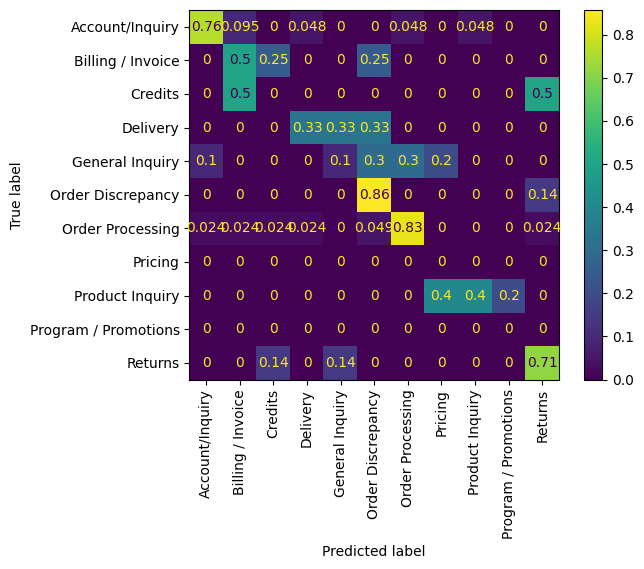 Account/Inquiry 0.76 0.095 0 0.048 0 0 0.048 0 0.048 0 0
Billing / Invoice 0 0.5 0.25 0 0 0.25 0 0 0 0 0
Credits 0 0.5 0 0 0 0 0 0 0 0 0.5
Delivery 0 0 0 0.33 0.33 0.33 0 0 0 0 0
General Inquiry 0.1 0 0 0 0.1 0.3 0.3 0.2 0 0 0
Order Discrepancy 0 0 0 0 0 0.86 0 0 0 0 0.14
Order Processing 0.024 0.024 0.024 0.024 0 0.049 0.83 0 0 0 0.024
Pricing 0 0 0 0 0 0 0 0 0 0 0
Product Inquiry 0 0 0 0 0 0 0 0.4 0.4 0.2 0
Program / Promotions 0 0 0 0 0 0 0 0 0 0 0
Returns 0 0 0.14 0 0.14 0 0 0 0 0 0.71
True label
Account/Inquiry
Billing / Invoice
Credits
Delivery
General Inquiry
Order Discrepancy
Order Processing
Pricing
Product Inquiry
Program / Promotions
Returns
Predicted label
0.8
0.7
0.6
0.5
0.4
0.3
0.2
0.1
0.0